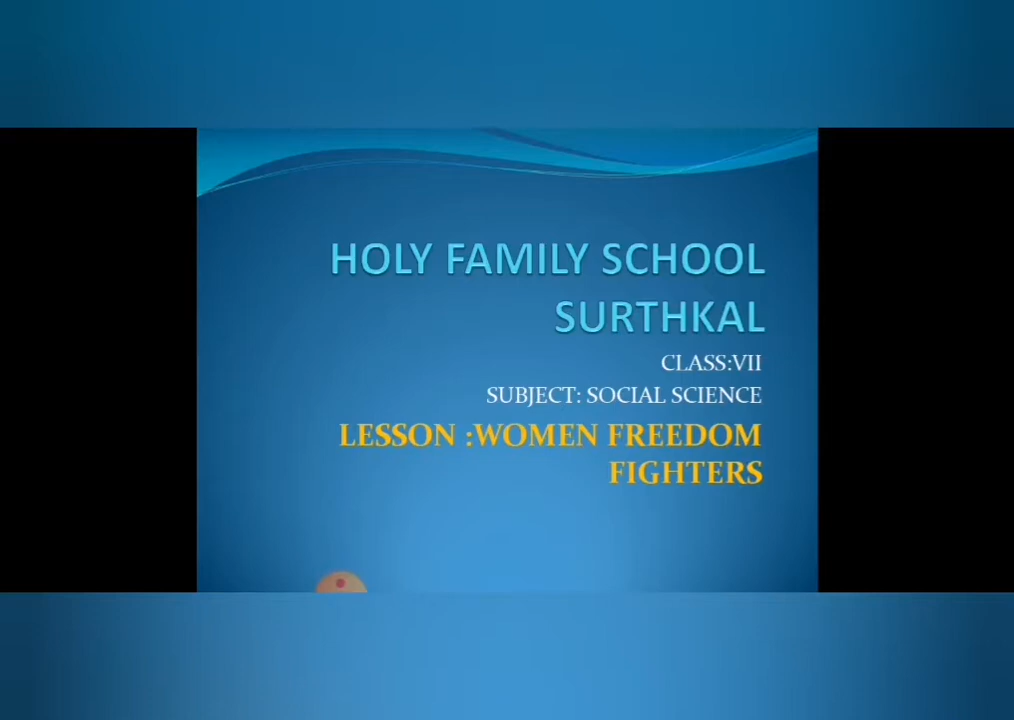 HOLY FAMILY SCHOOL
SURTHKAL
CLASS:VII
SUBJECT: SOCIAL SCIENCE
LESSON :WOMEN FREEDOM
FIGHTERS